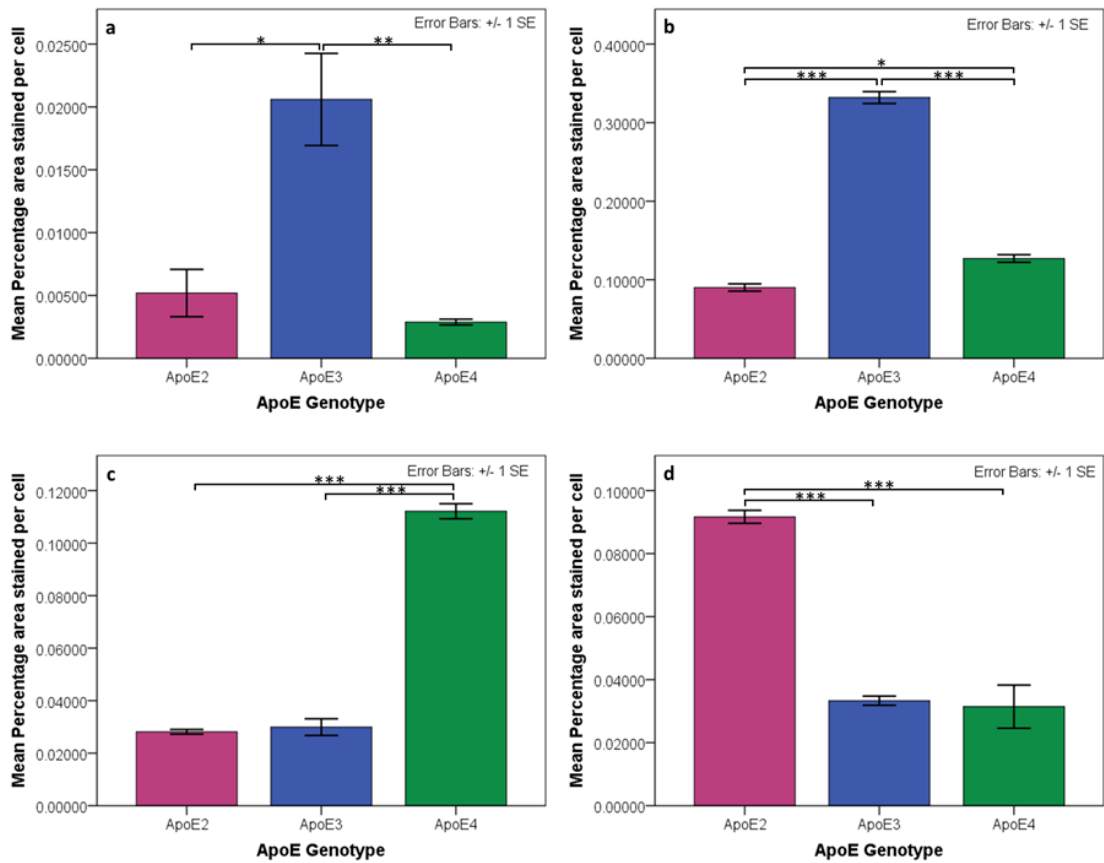 a
Error Bars: +/- 1 SE
Mean Percentage area stained per cell
0.02500
0.02000
0.01500
0.01000
0.00500
0.00000
* **
ApoE2 ApoE3 ApoE4
ApoE Genotype
b
Error Bars: +/- 1 SE
Mean Percentage area stained per cell
0.40000
0.30000
0.20000
0.10000
0.00000
*
*** ***
ApoE2 ApoE3 ApoE4
ApoE Genotype
c
Error Bars: +/- 1 SE
Mean Percentage area stained per cell
0.12000
0.10000
0.08000
0.06000
0.04000
0.02000
0.00000
***
***
ApoE2 ApoE3 ApoE4
ApoE Genotype
d
Error Bars: +/- 1 SE
Mean Percentage area stained per cell
0.10000
0.08000
0.06000
0.04000
0.02000
0.00000
***
***
ApoE2 ApoE3 ApoE4
ApoE Genotype